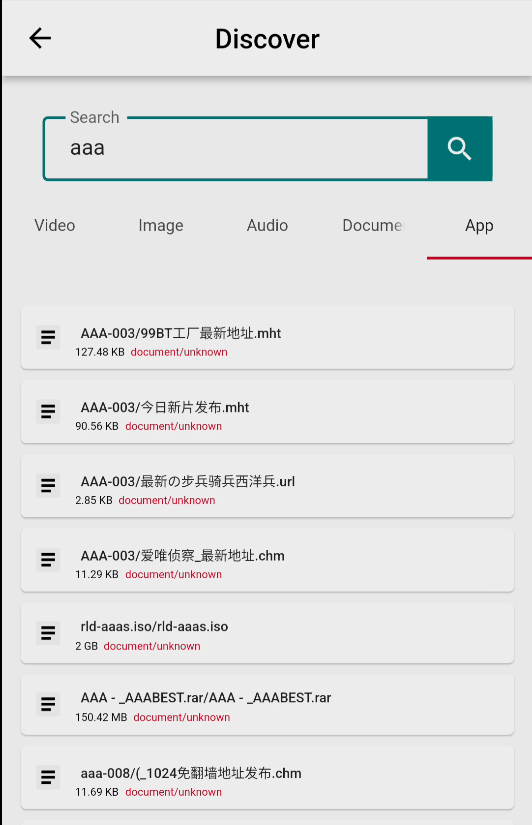 Discover
Search
aaa
Video Image Audio Docume App
AAA-003/99BT工厂最新地址.mht
127.48 KB document/unknown
AAA-003/今日新片发布.mht
90.56 KB document/unknown
AAA-003/最新の步兵骑兵西洋兵.url
2.85 KB document/unknown
AAA-003/爱唯侦察_最新地址.chm
11.29 KB document/unknown
rld-aaas.iso/rld-aaas.iso
2 GB document/unknown
AAA - _AAABEST.rar/AAA - _AAABEST.rar
150.42 MB document/unknown
aaa-008/(_1024免翻墙地址发布.chm
11.69 KB document/unknown